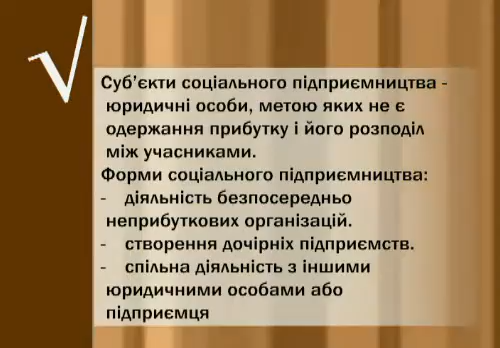 √
Суб’єкти соціального підприємництва -
юридичні особи, метою яких не є
одержання прибутку і його розподіл
між учасниками.
Форми соціального підприємництва:
- діяльність безпосередньо
неприбуткових організацій.
- створення дочірніх підприємств.
- спільна діяльність з іншими
юридичними особами або
підприємця